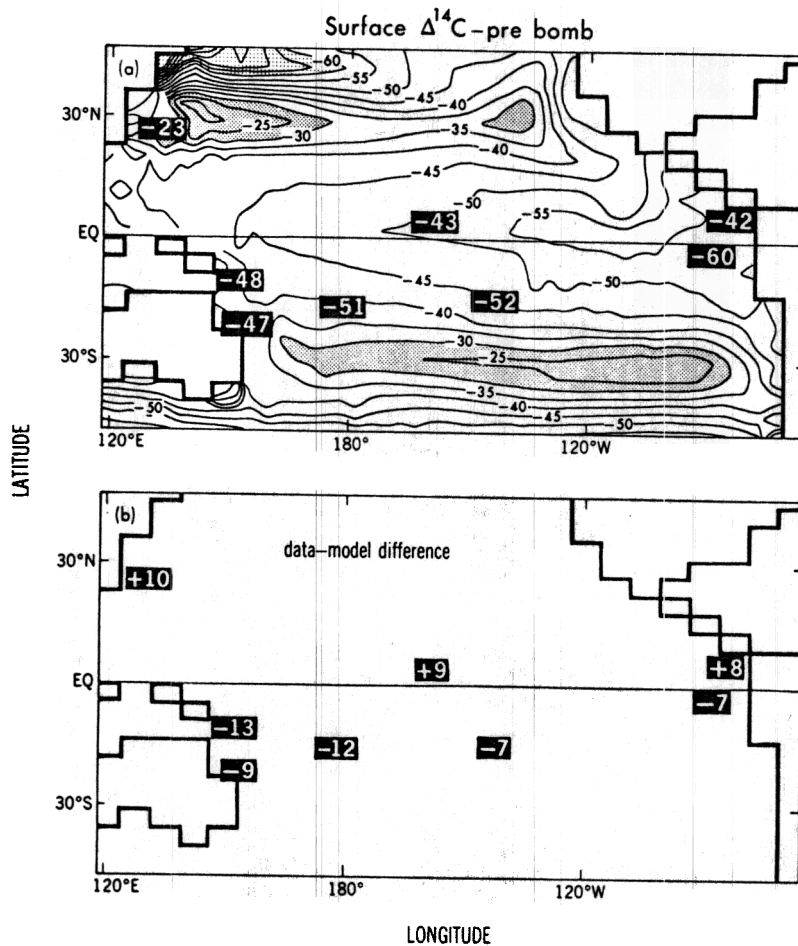 Surface Δ¹⁴C-pre bomb
(a)
-60
55
-50
-45
-40
30°N
-25
-30
-35
-40
-23
-45
-50
-55
-43
-42
EQ
-60
-48
-45
-50
-51
-52
-40
-47
-30
-25
30°S
-35
-40
-45
-50
-50
120°E
180°
120°W
LATITUDE
(b)
data-model difference
30°N
+10
+9
+8
EQ
-7
-13
-12
-7
-9
30°S
120°E
180°
120°W
LONGITUDE